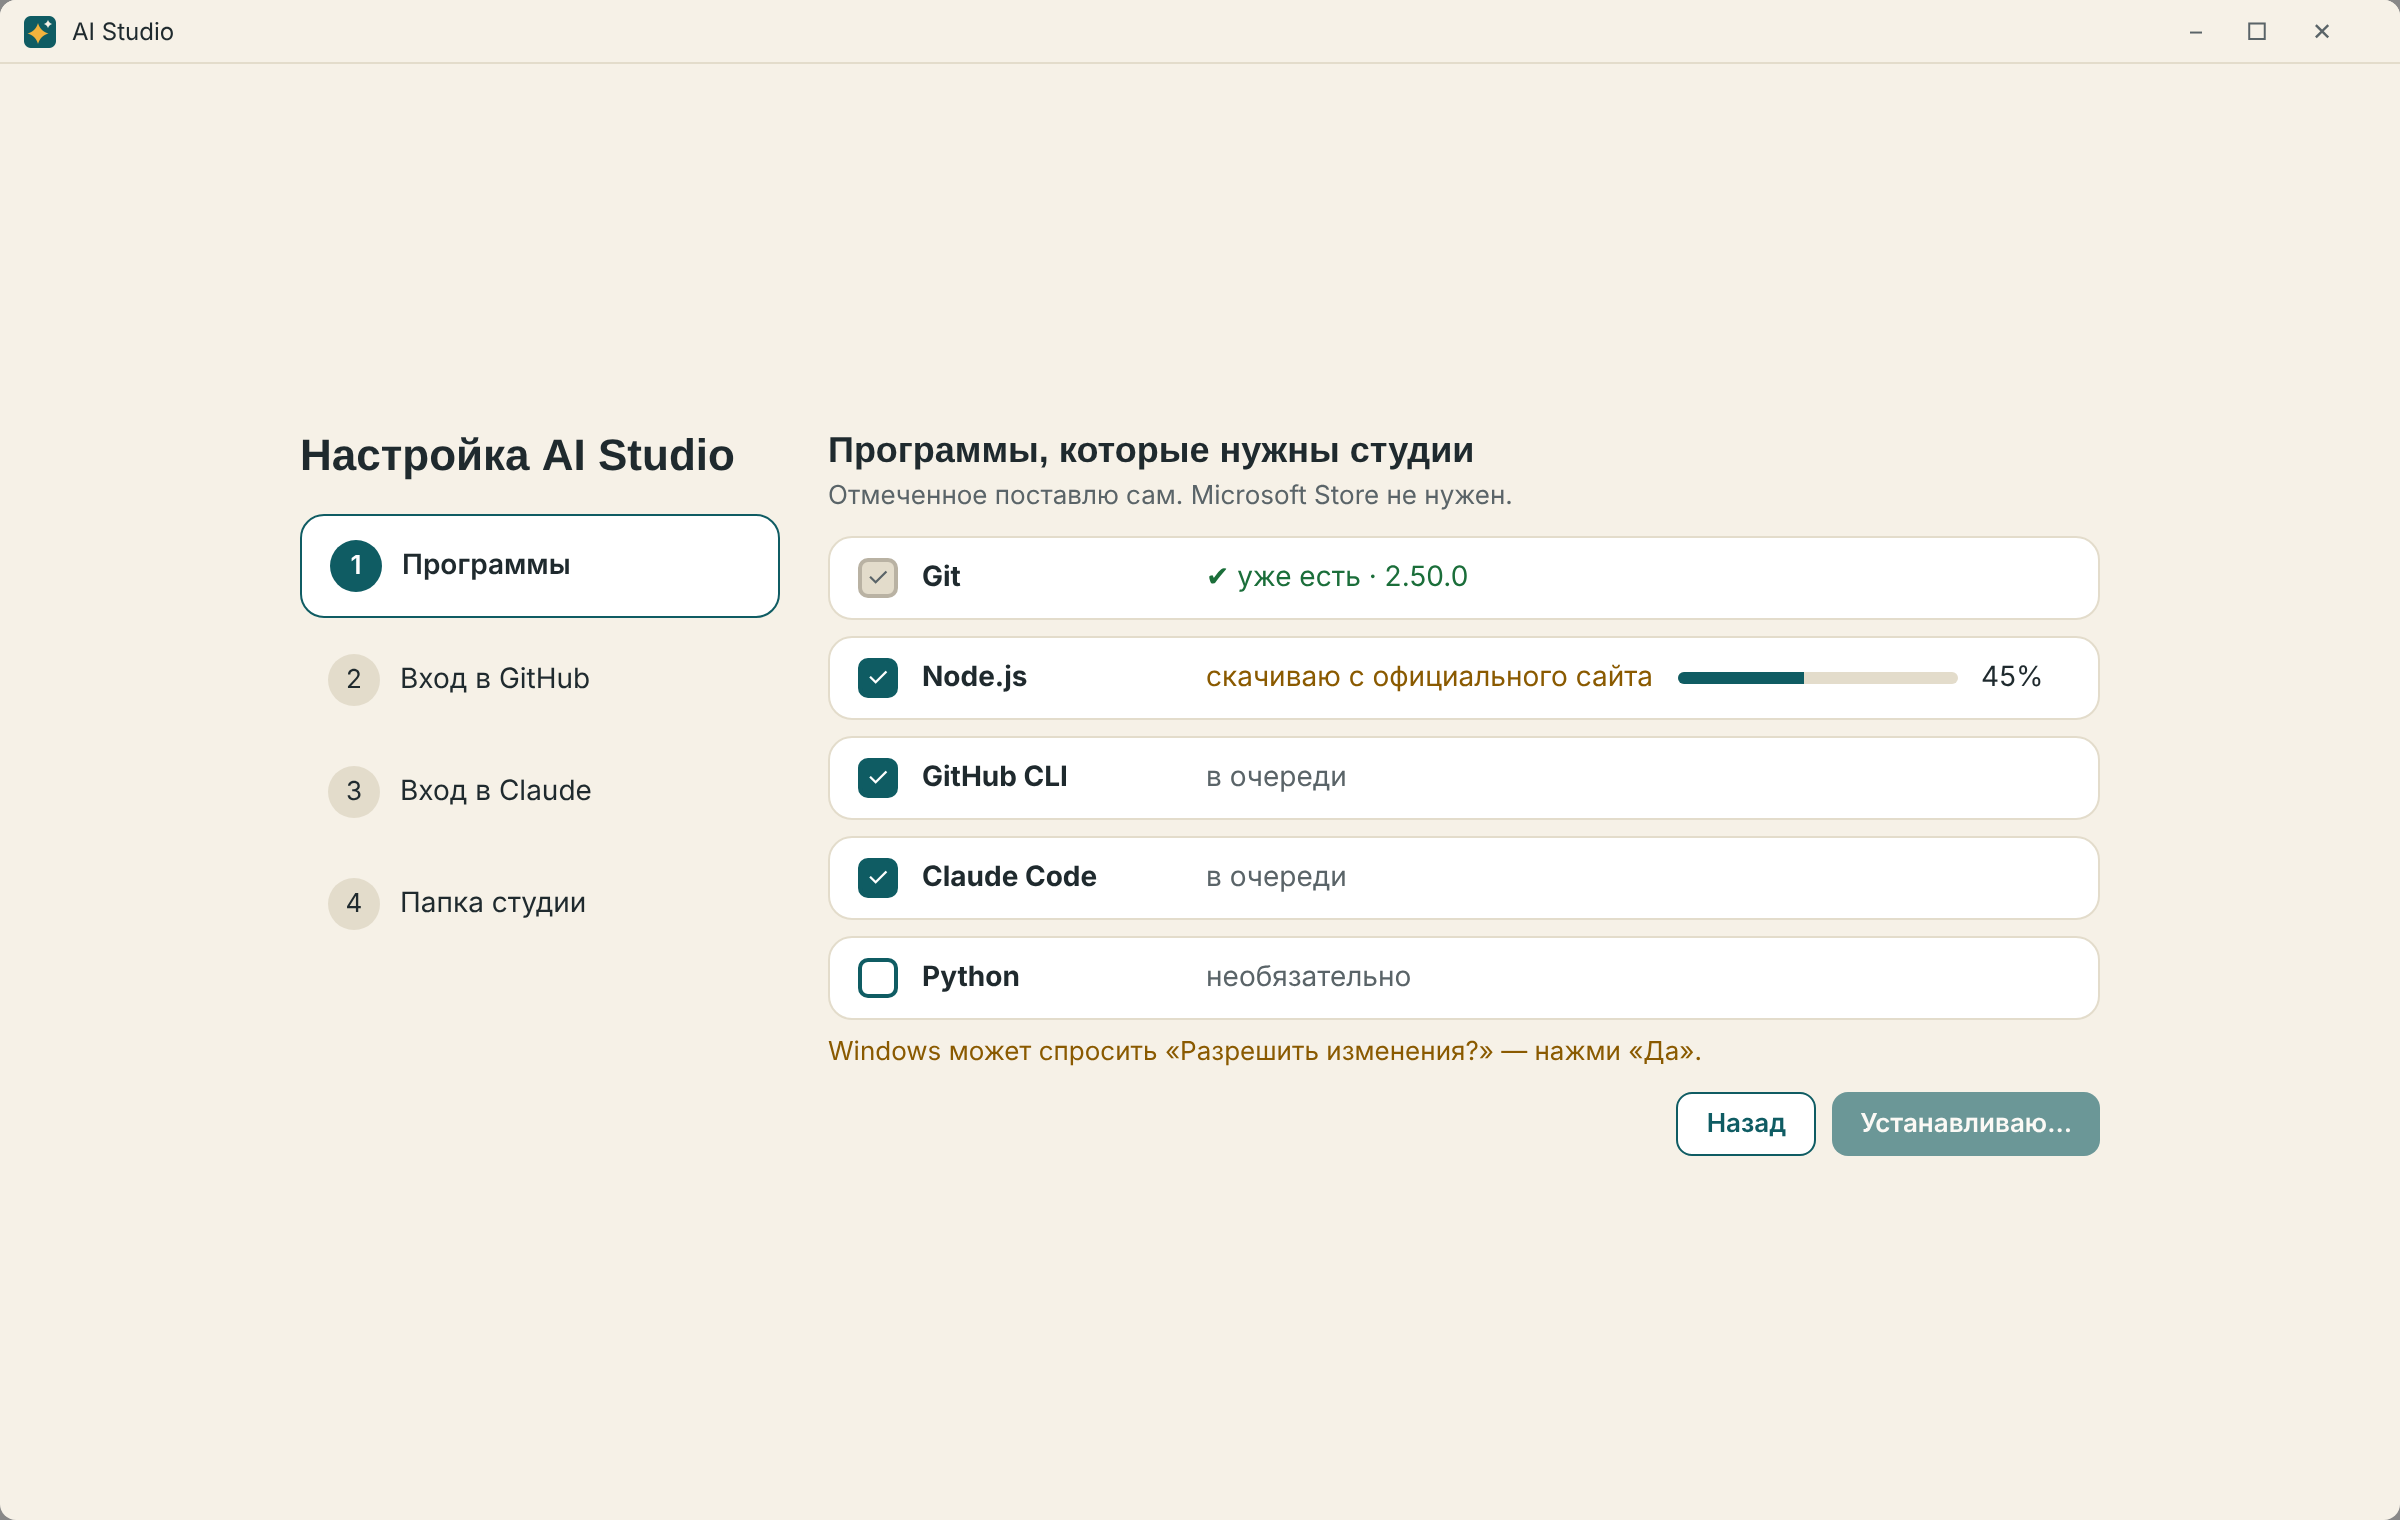 AI Studio
Настройка AI Studio
1 Программы
2 Вход в GitHub
3 Вход в Claude
4 Папка студии
Программы, которые нужны студии
Отмеченное поставлю сам. Microsoft Store не нужен.
Git ✔ уже есть · 2.50.0
Node.js скачиваю с официального сайта 45%
GitHub CLI в очереди
Claude Code в очереди
Python необязательно
Windows может спросить «Разрешить изменения?» — нажми «Да».
Назад Устанавливаю...